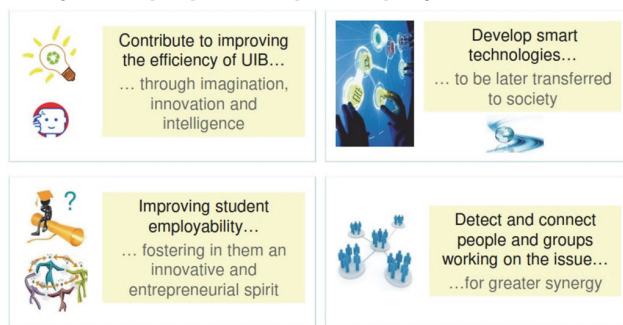 Contribute to improving
the efficiency of UIB…
… through imagination,
innovation and
intelligence
Develop smart
technologies…
… to be later transferred
to society
?
Improving student
employability…
… fostering in them an
innovative and
entrepreneurial spirit
Detect and connect
people and groups
working on the issue…
…for greater synergy